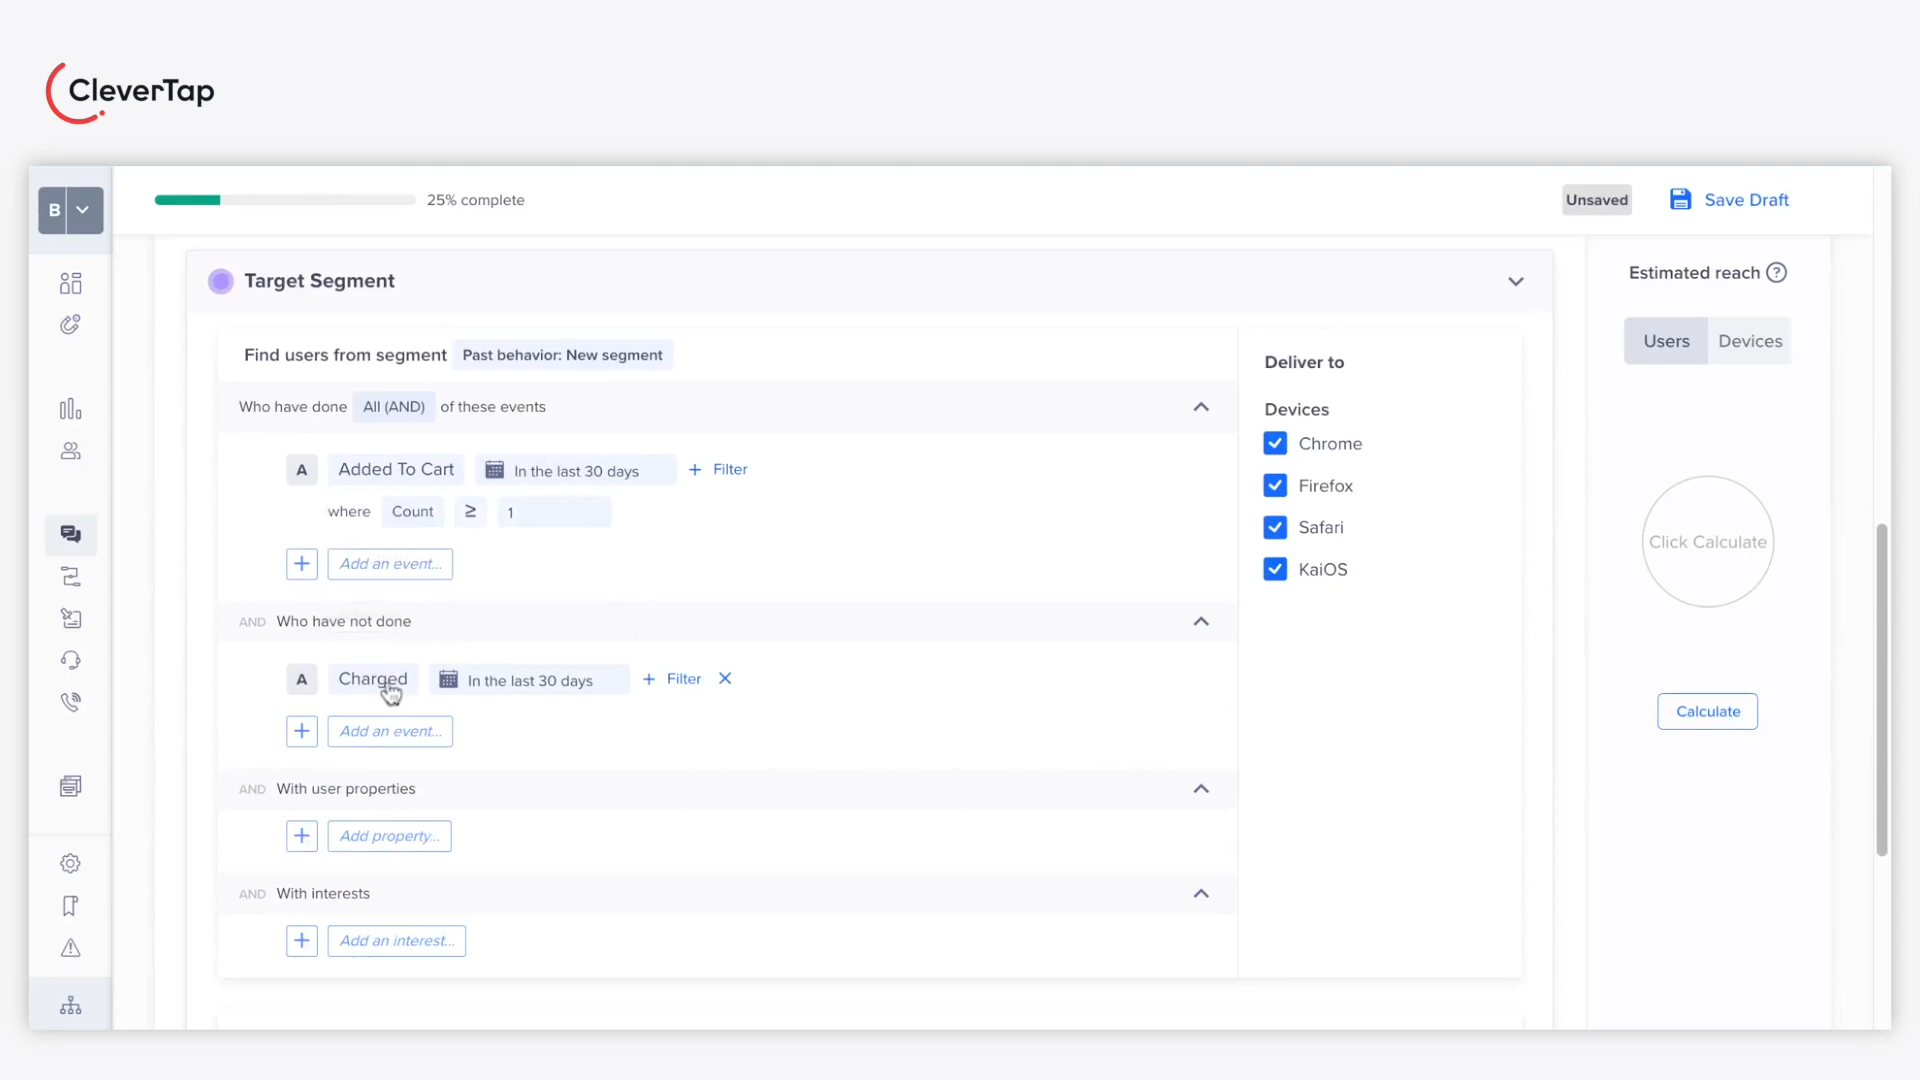 CleverTap
B
25% complete
Unsaved
Save Draft
Target Segment
Estimated reach ?
Users Devices
Find users from segment Past behavior: New segment
Who have done All (AND) of these events
A Added To Cart In the last 30 days + Filter
where Count ≥ 1
+ Add an event...
AND Who have not done
A Charged In the last 30 days + Filter ×
+ Add an event...
AND With user properties
+ Add property...
AND With interests
+ Add an interest...
Deliver to
Devices
Chrome
Firefox
Safari
KaiOS
Click Calculate
Calculate